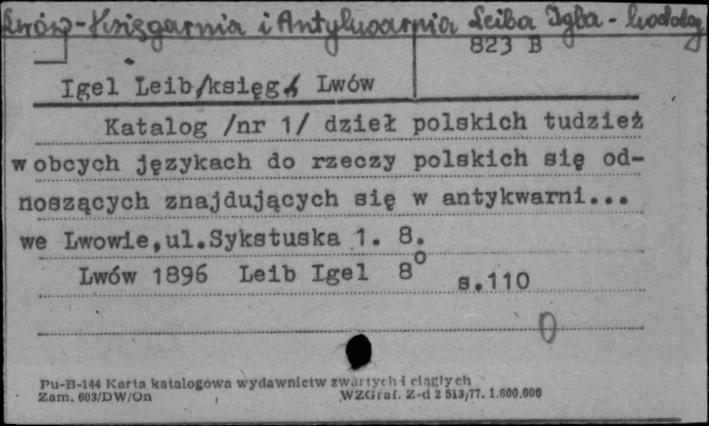 Lwów-Księgarnia i Antykwarnia Leiba Igla - katalog
823 B
Igel Leib/księg./ Lwów
Katalog /nr 1/ dzieł polskich tudzież
w obcych językach do rzeczy polskich się od-
noszących znajdujących się w antykwarni...
we Lwowie,ul.Sykstuska 1. 8.
Lwów 1896 Leib Igel 8° s.110
0
Pu-B-144 Karta katalogowa wydawnictw zwartych i ciągłych
Zam. 603/DW/On WZGraf. Z-d 2 513/77. 1.600.000